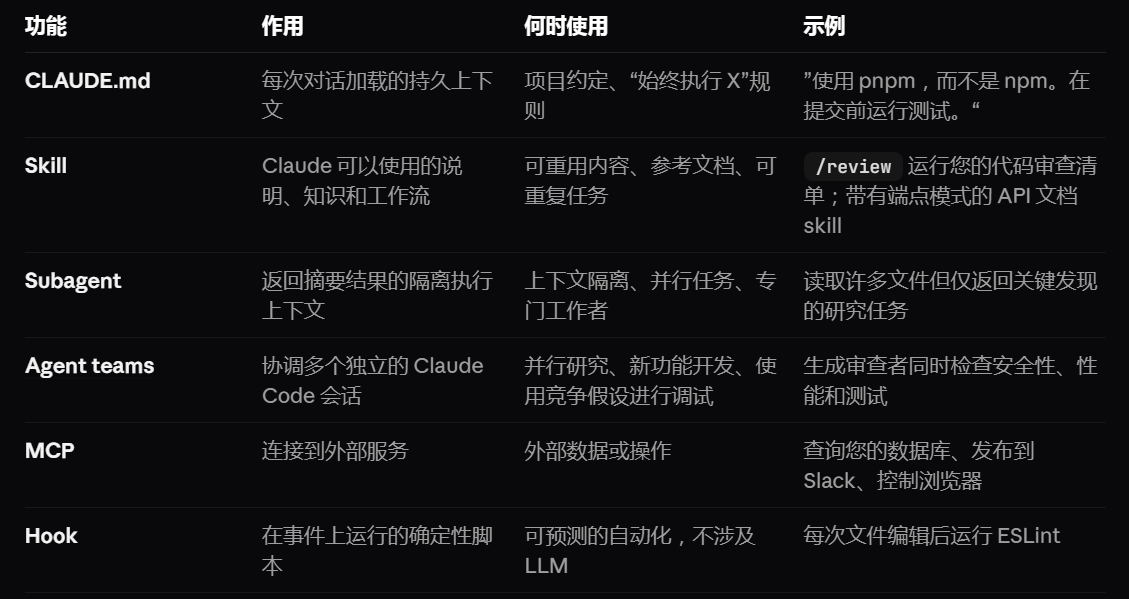 功能 作用 何时使用 示例
CLAUDE.md 每次对话加载的持久上下 项目约定、“始终执行 X”规 ”使用 pnpm，而不是 npm。在
文 则 提交前运行测试。“
Skill Claude 可以使用的说 可重用内容、参考文档、可 /review 运行您的代码审查清
明、知识和工作流 重复任务 单；带有端点模式的 API 文档
skill
Subagent 返回摘要结果的隔离执行 上下文隔离、并行任务、专 读取许多文件但仅返回关键发现
上下文 门工作者 的研究任务
Agent teams 协调多个独立的 Claude 并行研究、新功能开发、使 生成审查者同时检查安全性、性
Code 会话 用竞争假设进行调试 能和测试
MCP 连接到外部服务 外部数据或操作 查询您的数据库、发布到
Slack、控制浏览器
Hook 在事件上运行的确定性脚 可预测的自动化，不涉及 每次文件编辑后运行 ESLint
本 LLM